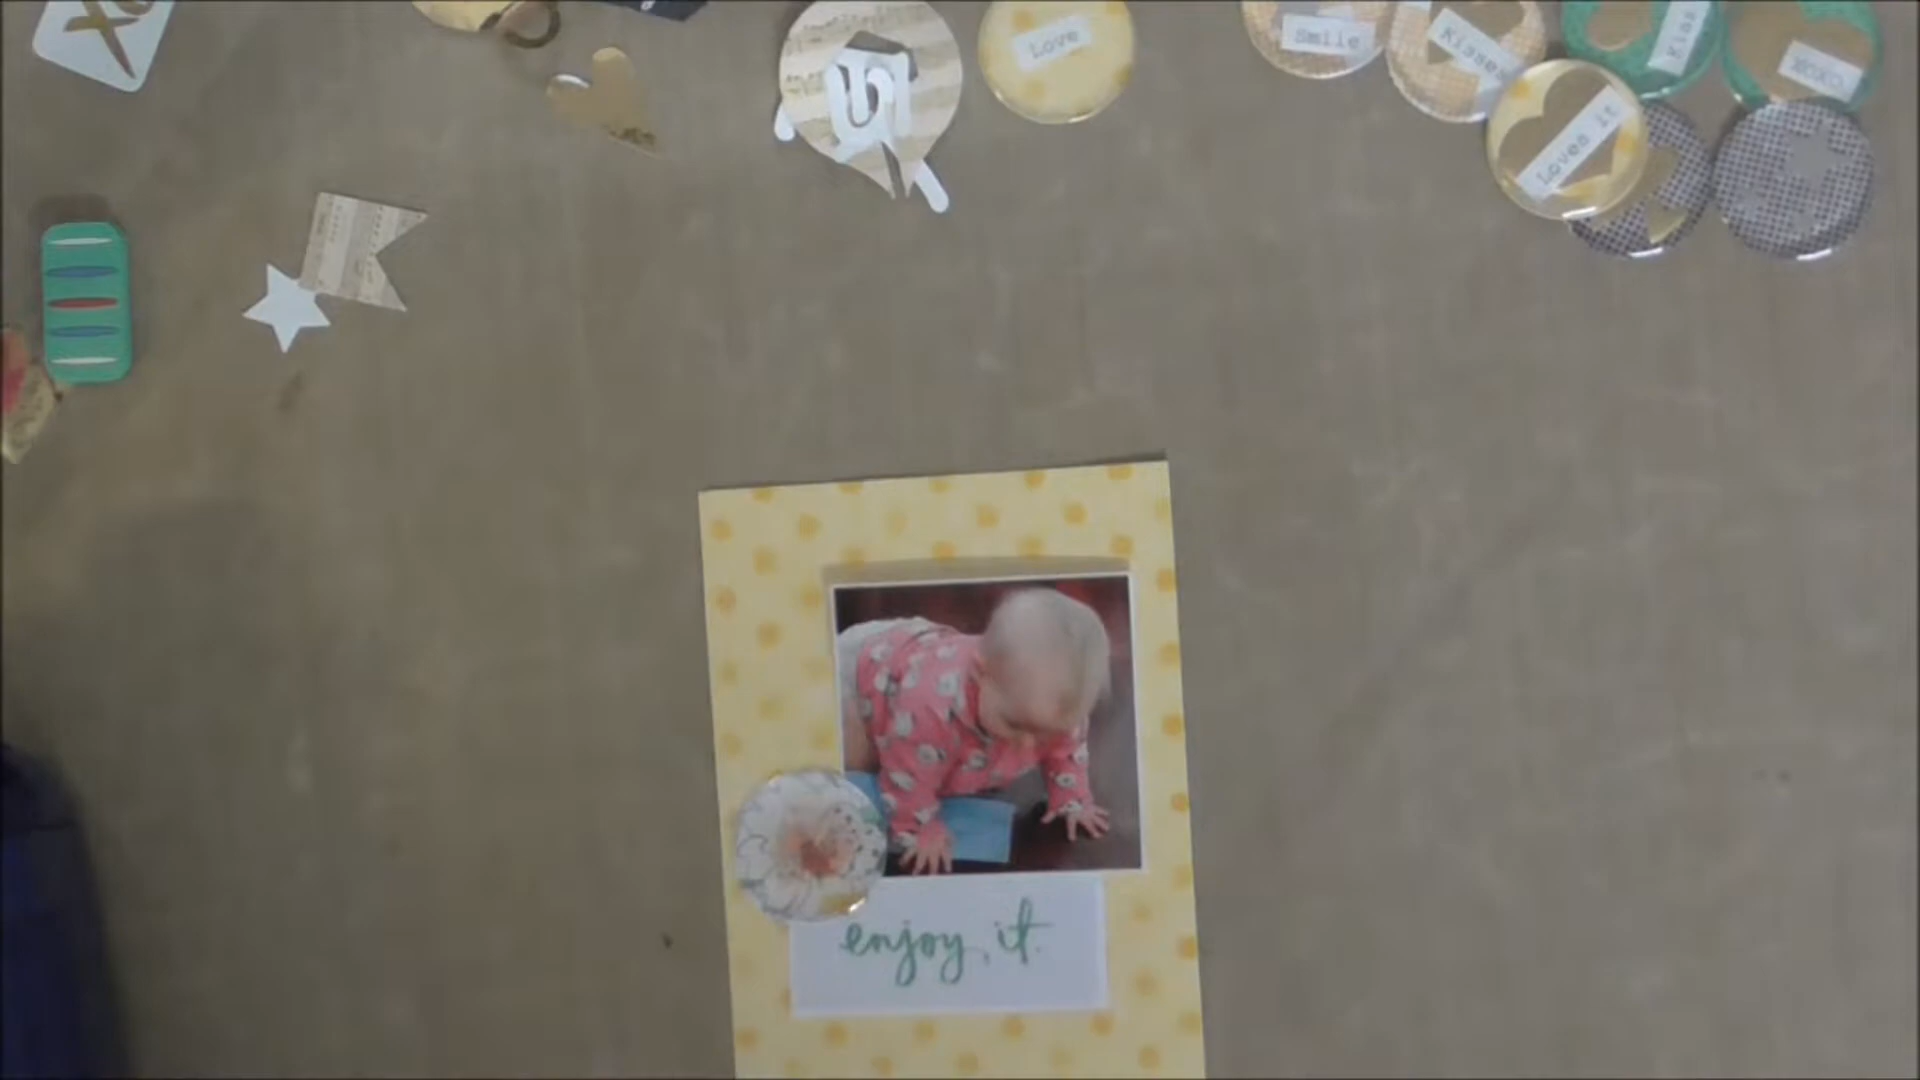 Love
Smile
Kisses
Kiss
XOXO
Loves it
enjoy it.